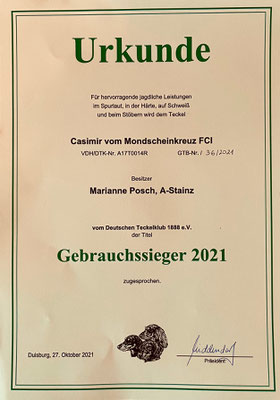 Urkunde
Für hervorragende jagdliche Leistungen
im Spurlaut, in der Härte, auf Schweiß
und beim Stöbern wird dem Teckel
Casimir vom Mondscheinkreuz FCI
VDH/DTK-Nr. A17T0014R GTB-Nr. 36/2021
Besitzer
Marianne Posch, A-Stainz
vom Deutschen Teckelklub 1888 e.V.
der Titel
Gebrauchssieger 2021
zugesprochen.
Duisburg, 27. Oktober 2021
Präsident